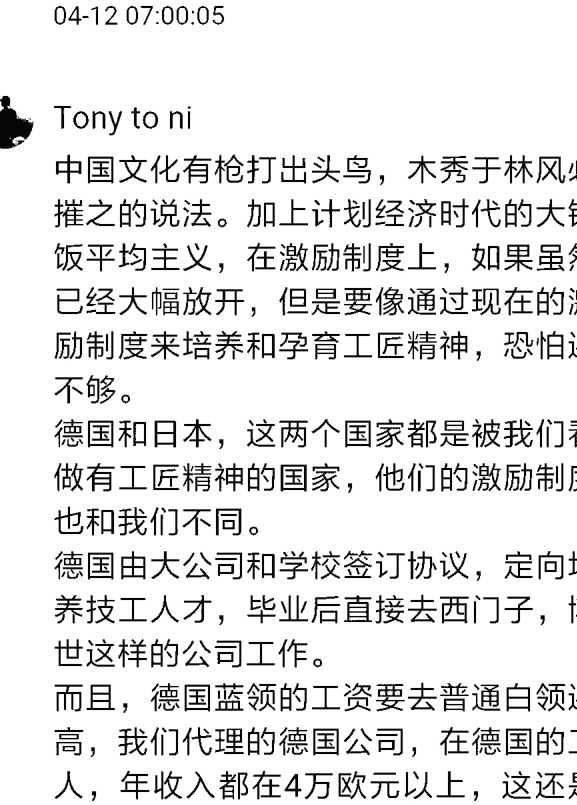 04-12 07:00:05
Tony to ni
中国文化有枪打出头鸟，木秀于林风
摧之的说法。加上计划经济时代的大
饭平均主义，在激励制度上，如果虽
已经大幅放开，但是要像通过现在的
励制度来培养和孕育工匠精神，恐怕
不够。
德国和日本，这两个国家都是被我们
做有工匠精神的国家，他们的激励制
也和我们不同。
德国由大公司和学校签订协议，定向
养技工人才，毕业后直接去西门子，
世这样的公司工作。
而且，德国蓝领的工资要去普通白领
高，我们代理的德国公司，在德国的
人，年收入都在4万欧元以上，这还